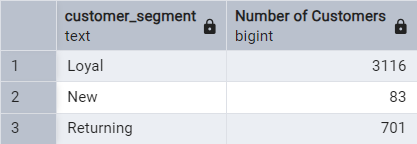 customer_segment Number of Customers
text bigint
1 Loyal 3116
2 New 83
3 Returning 701